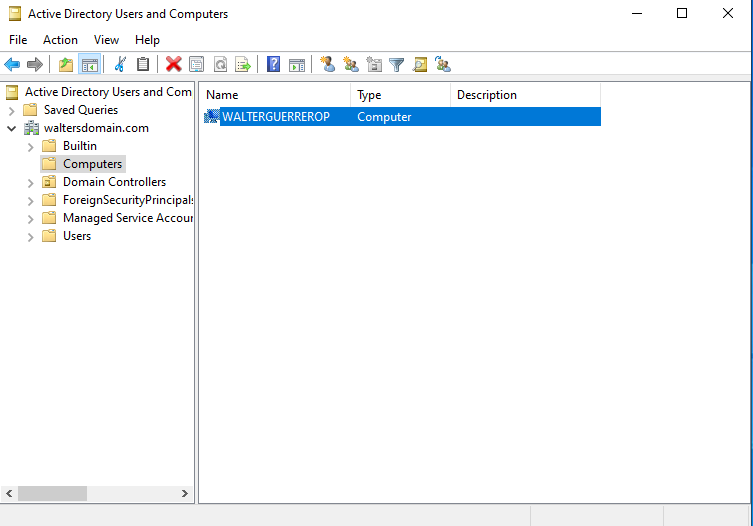 Active Directory Users and Computers
File Action View Help
Active Directory Users and Com
Saved Queries
waltersdomain.com
Builtin
Computers
Domain Controllers
ForeignSecurityPrincipals
Managed Service Accour
Users
Name Type Description
WALTERGUERREROP Computer